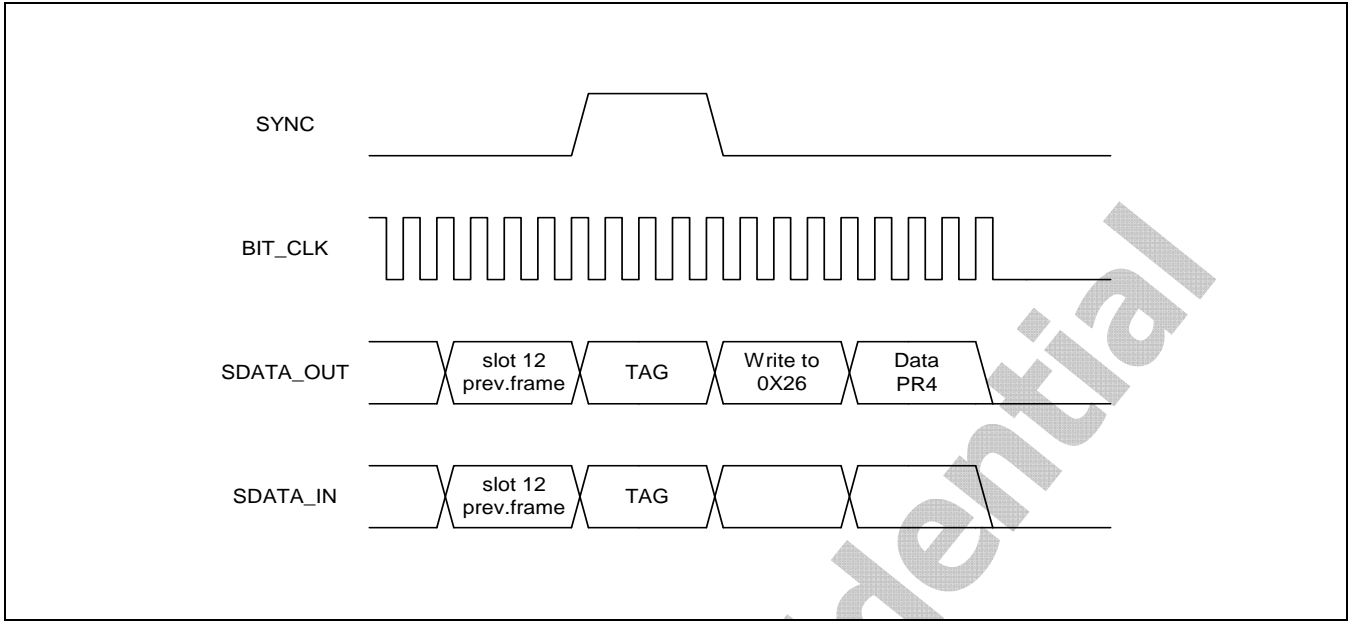 SYNC
BIT_CLK
SDATA_OUT
slot 12
prev.frame
TAG
Write to
0X26
Data
PR4
SDATA_IN
slot 12
prev.frame
TAG
dential